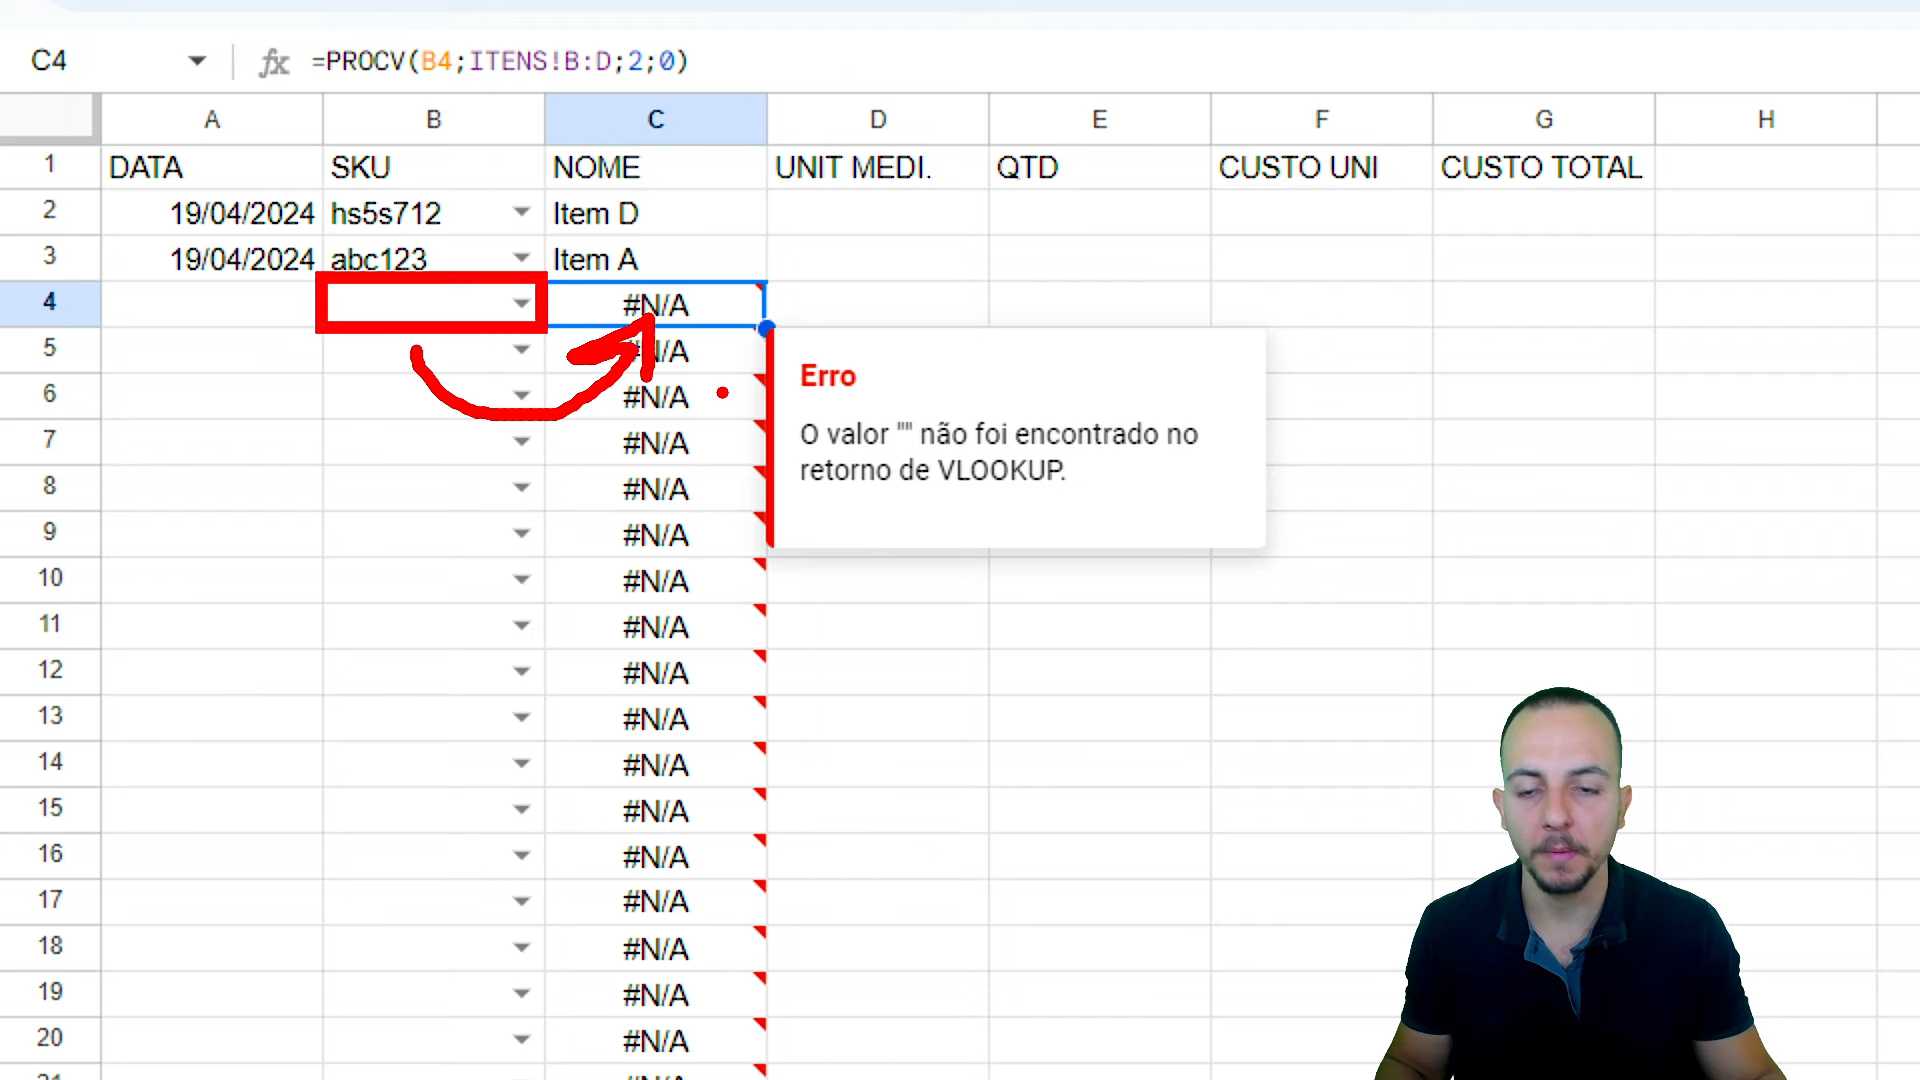 C4 fx =PROCV(B4;ITENS!B:D;2;0)
A B C D E F G H
1 DATA SKU NOME UNIT MEDI. QTD CUSTO UNI CUSTO TOTAL
2 19/04/2024 hs5s712 Item D
3 19/04/2024 abc123 Item A
4 #N/A
5 #N/A
Erro
6 #N/A
O valor "" não foi encontrado no
7 #N/A
retorno de VLOOKUP.
8 #N/A
9 #N/A
10 #N/A
11 #N/A
12 #N/A
13 #N/A
14 #N/A
15 #N/A
16 #N/A
17 #N/A
18 #N/A
19 #N/A
20 #N/A